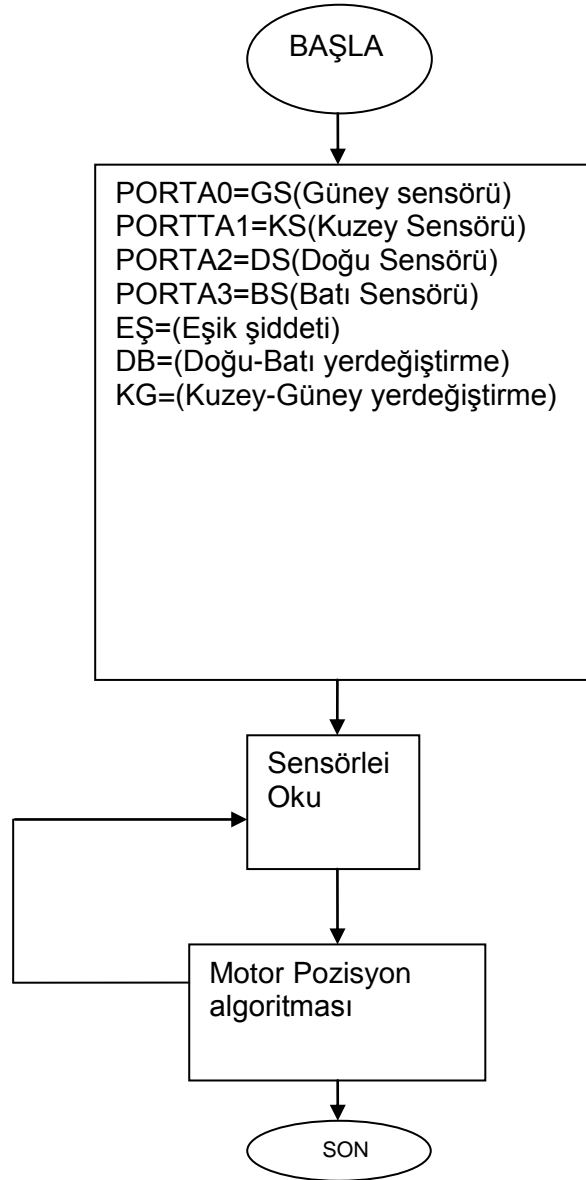 BAŞLA
PORTA0=GS(Güney sensörü)
PORTTA1=KS(Kuzey Sensörü)
PORTA2=DS(Doğu Sensörü)
PORTA3=BS(Batı Sensörü)
EŞ=(Eşik şiddeti)
DB=(Doğu-Batı yerdeğiştirme)
KG=(Kuzey-Güney yerdeğiştirme)
Sensörlei
Oku
Motor Pozisyon
algoritması
SON